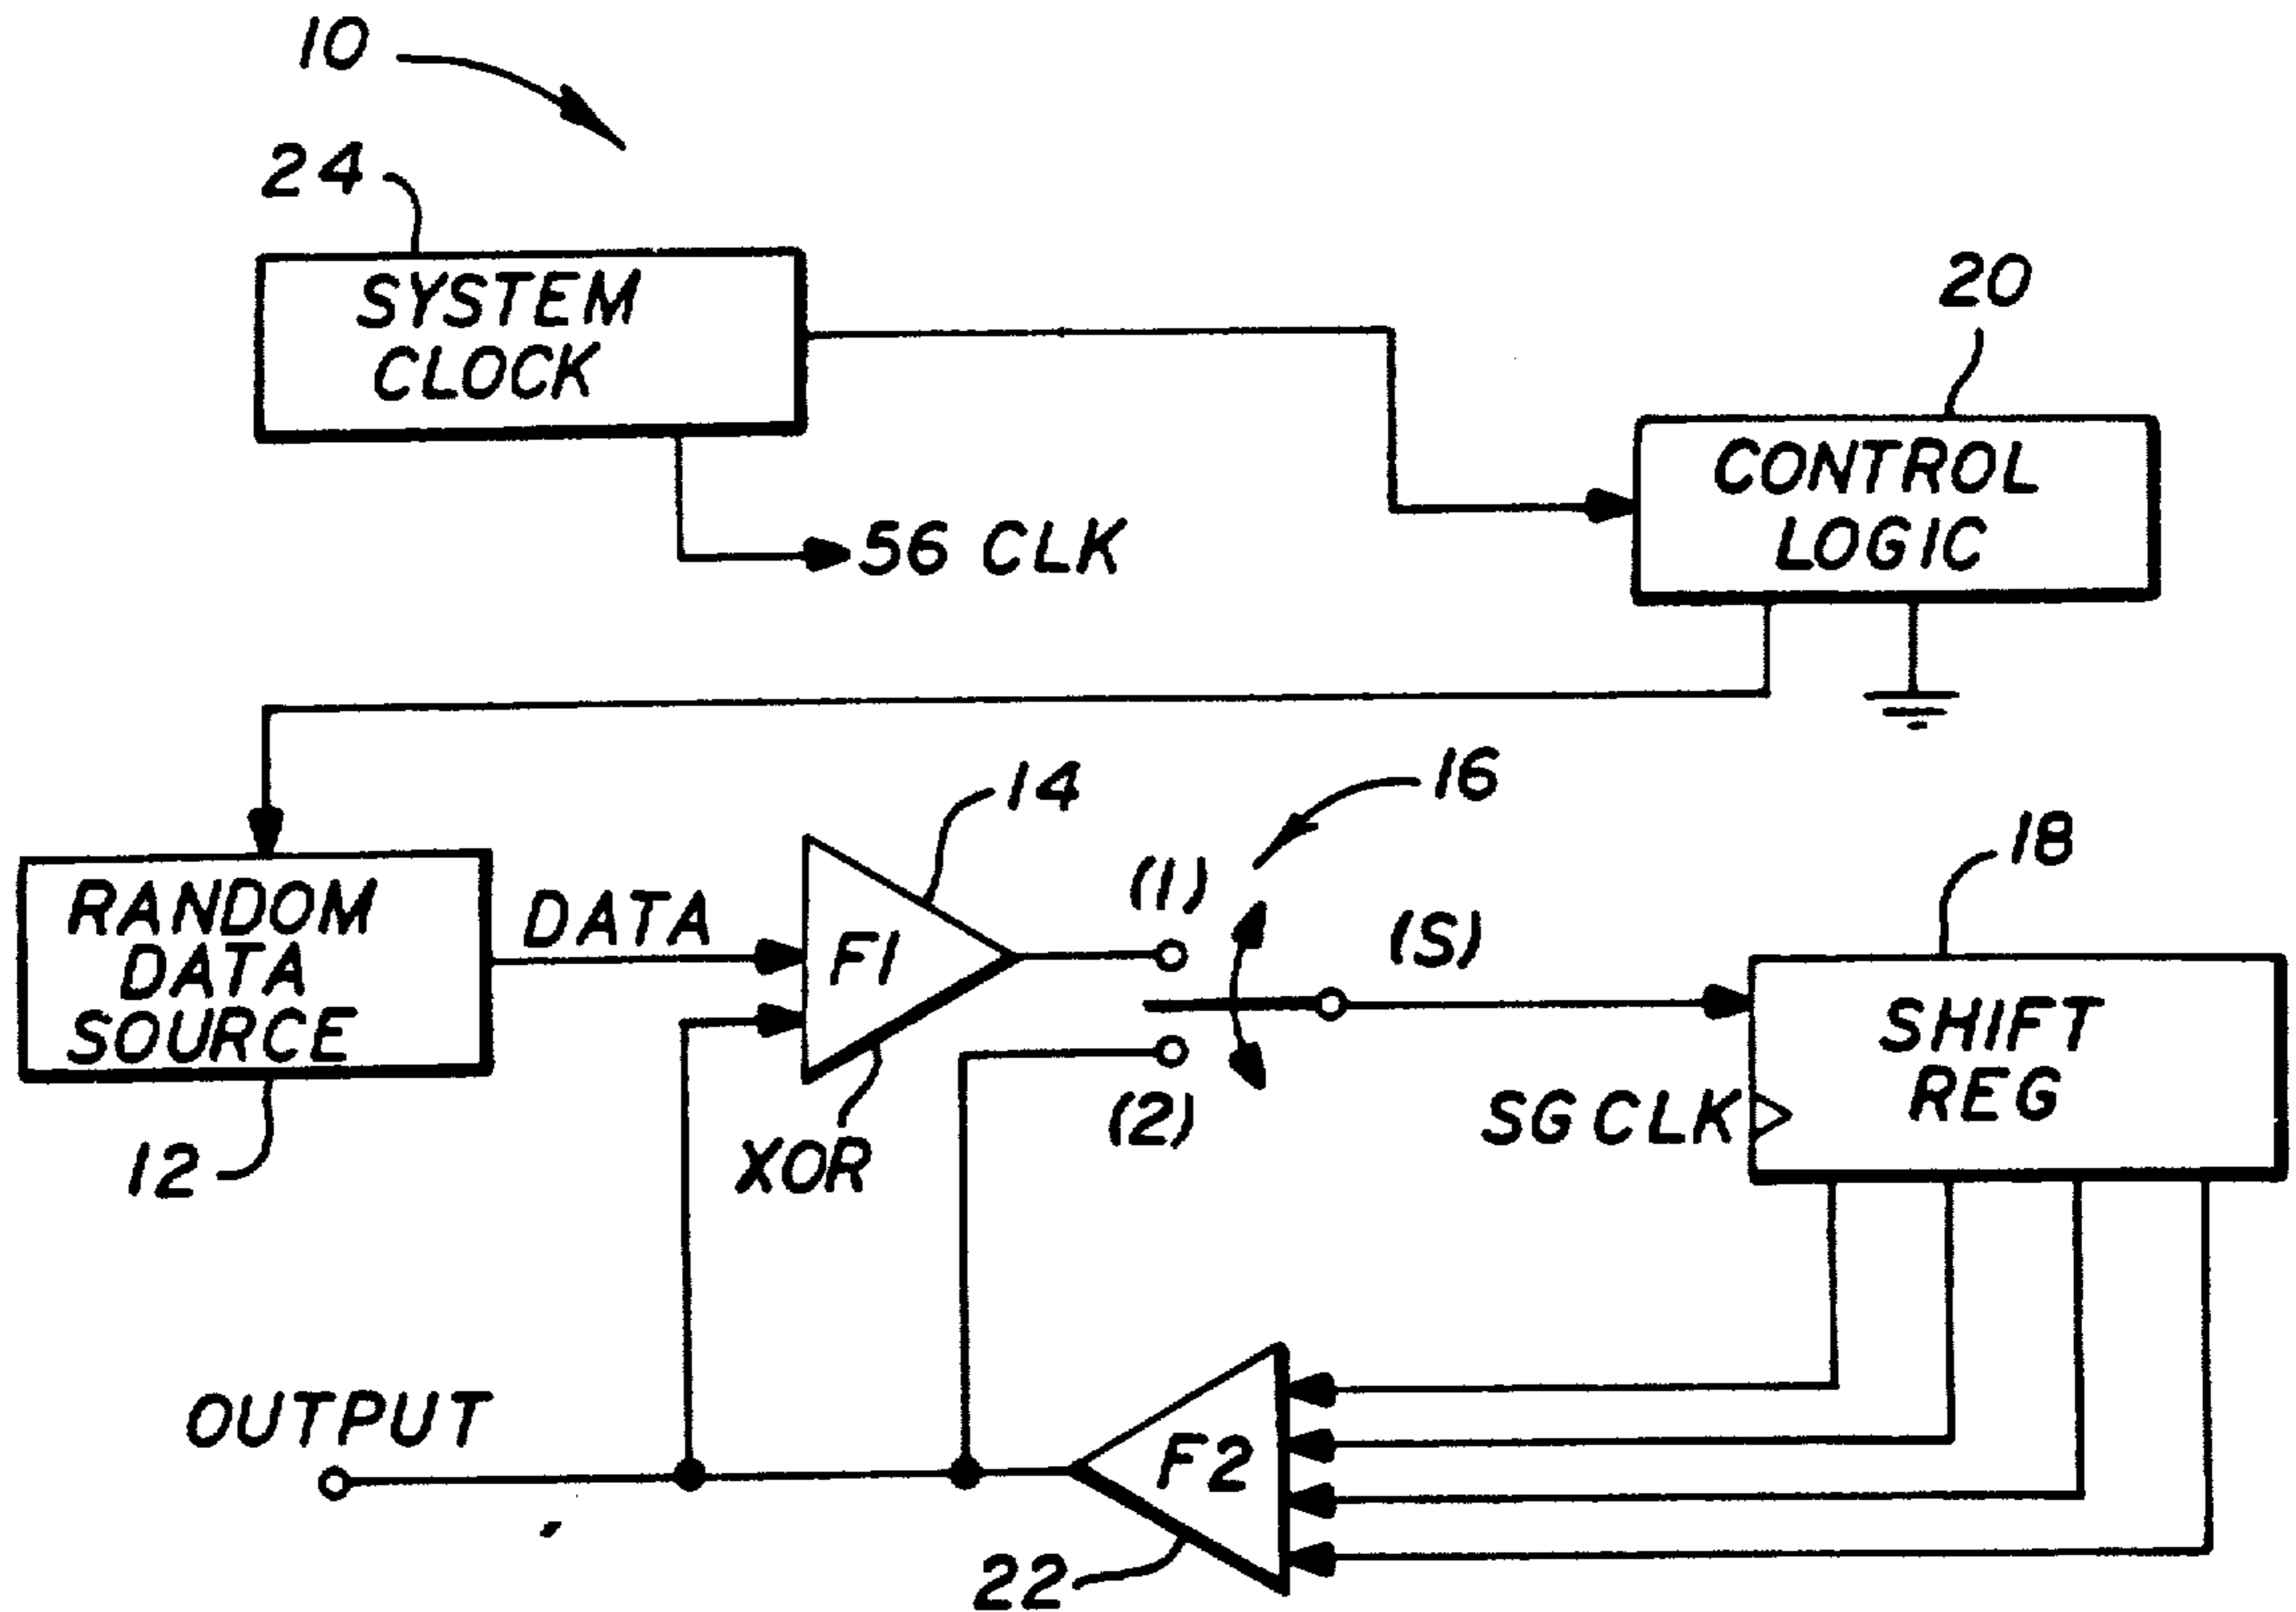 10
24
SYSTEM
CLOCK
20
CONTROL
LOGIC
SG CLK
14
16
18
(1)
(S)
RANDOM
DATA
SOURCE
DATA
F1
SHIFT
REG
(2)
SG CLK
12
XOR
OUTPUT
F2
22